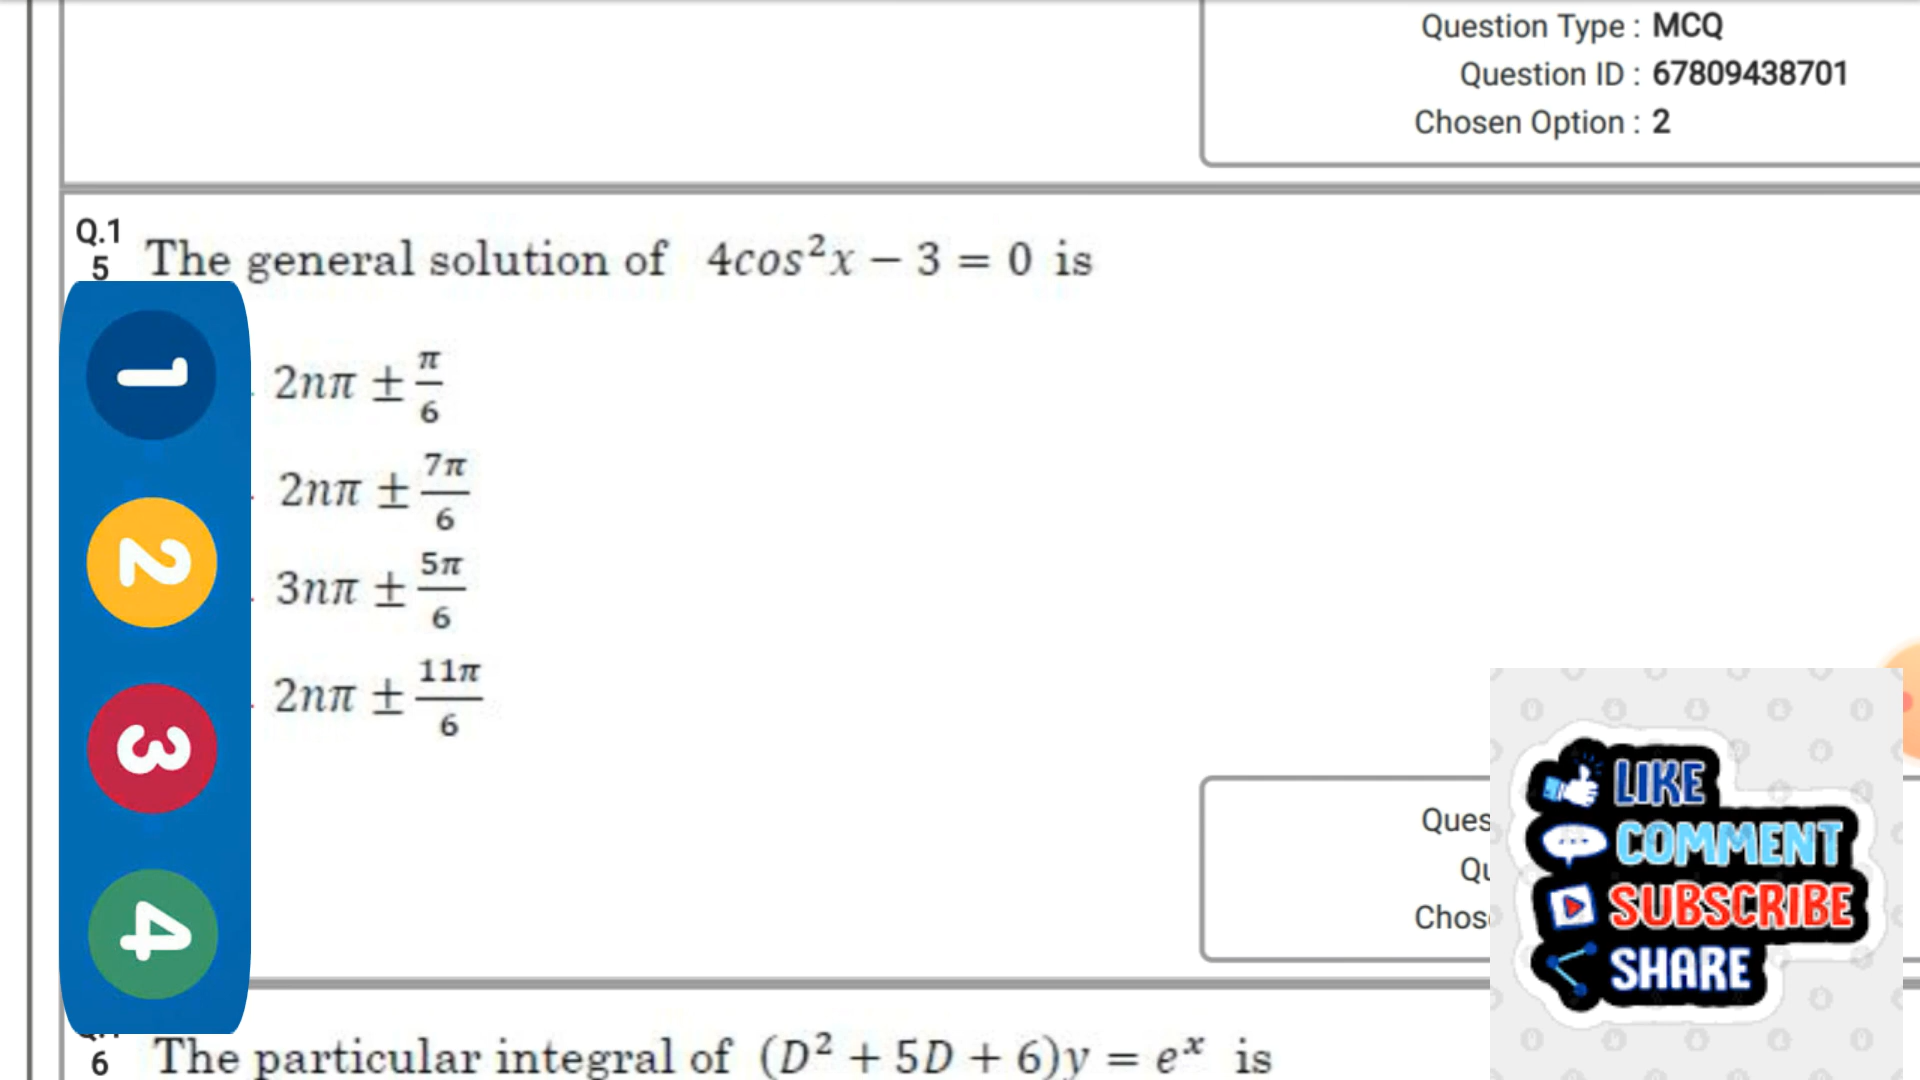 Question Type : MCQ
Question ID : 67809438701
Chosen Option : 2
Q.1
5
The general solution of 4cos²x − 3 = 0 is
1
2nπ ± π/6
2
2nπ ± 7π/6
3
3nπ ± 5π/6
4
2nπ ± 11π/6
Ques
Qu
Chos
LIKE
COMMENT
SUBSCRIBE
SHARE
6
The particular integral of (D² + 5D + 6)y = eˣ is